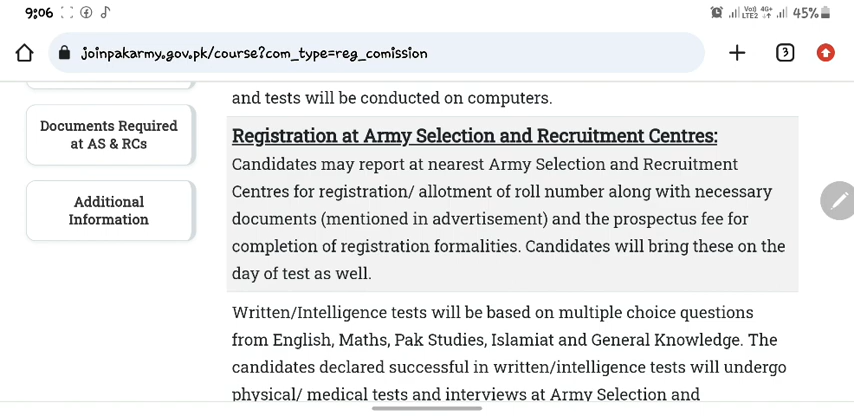 9:06
Vo)) 4G+
LTE2
45%
joinpakarmy.gov.pk/course?com_type=reg_comission
3
and tests will be conducted on computers.
Documents Required
at AS & RCs
Additional
Information
Registration at Army Selection and Recruitment Centres:
Candidates may report at nearest Army Selection and Recruitment
Centres for registration/ allotment of roll number along with necessary
documents (mentioned in advertisement) and the prospectus fee for
completion of registration formalities. Candidates will bring these on the
day of test as well.
Written/Intelligence tests will be based on multiple choice questions
from English, Maths, Pak Studies, Islamiat and General Knowledge. The
candidates declared successful in written/intelligence tests will undergo
physical/ medical tests and interviews at Army Selection and